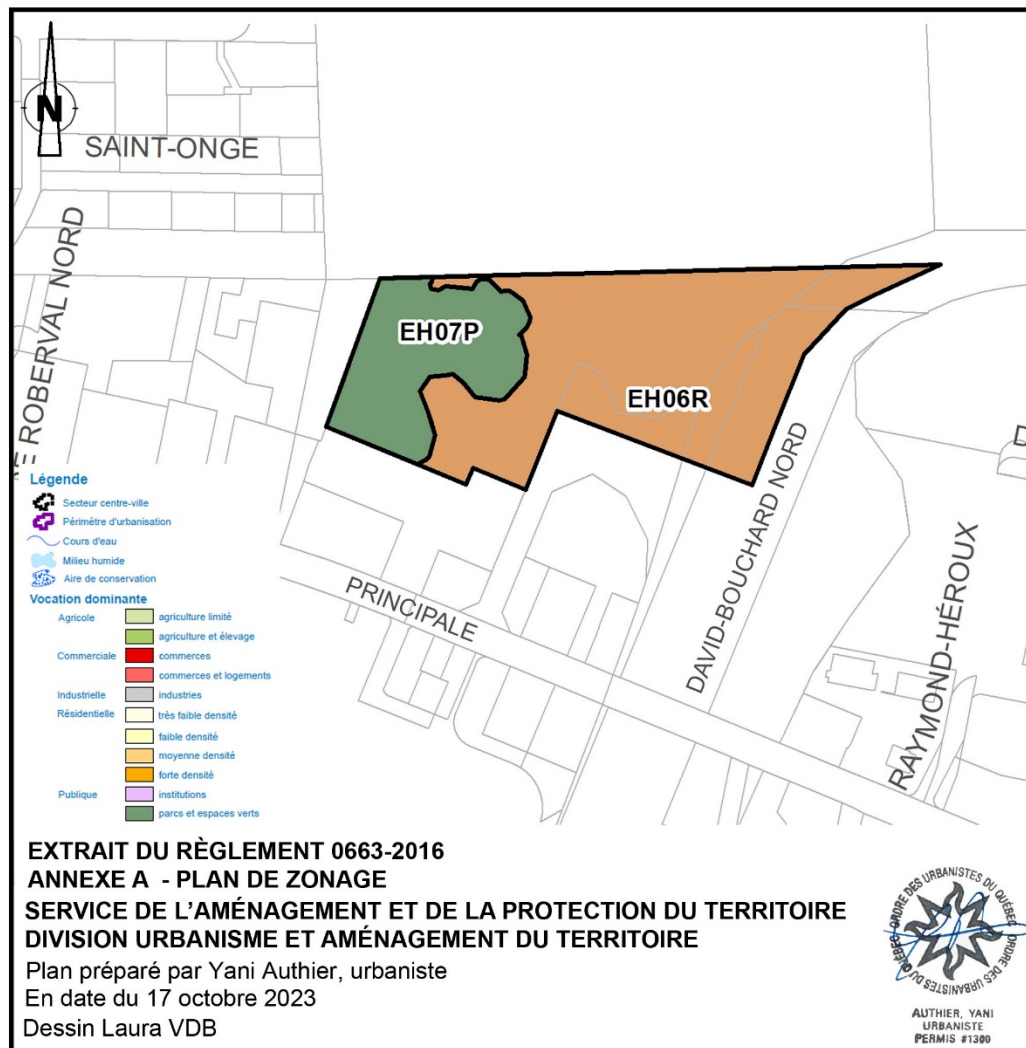 N
SAINT-ONGE
E ROBERVAL NORD
EH07P
EH06R
PRINCIPALE
DAVID-BOUCHARD NORD
RAYMOND-HÉROUX
Légende
Secteur centre-ville
Périmètre d'urbanisation
Cours d'eau
Milieu humide
Aire de conservation
Vocation dominante
Agricole agriculture limité
agriculture et élevage
Commerciale commerces
commerces et logements
Industrielle industries
Résidentielle très faible densité
faible densité
moyenne densité
forte densité
Publique institutions
parcs et espaces verts
EXTRAIT DU RÈGLEMENT 0663-2016
ANNEXE A - PLAN DE ZONAGE
SERVICE DE L'AMÉNAGEMENT ET DE LA PROTECTION DU TERRITOIRE
DIVISION URBANISME ET AMÉNAGEMENT DU TERRITOIRE
Plan préparé par Yani Authier, urbaniste
En date du 17 octobre 2023
Dessin Laura VDB
ORDRE DES URBANISTES DU QUÉBEC
ORDRE DES URBANISTES DU QUÉBEC
AUTHIER, YANI
URBANISTE
PERMIS #1300